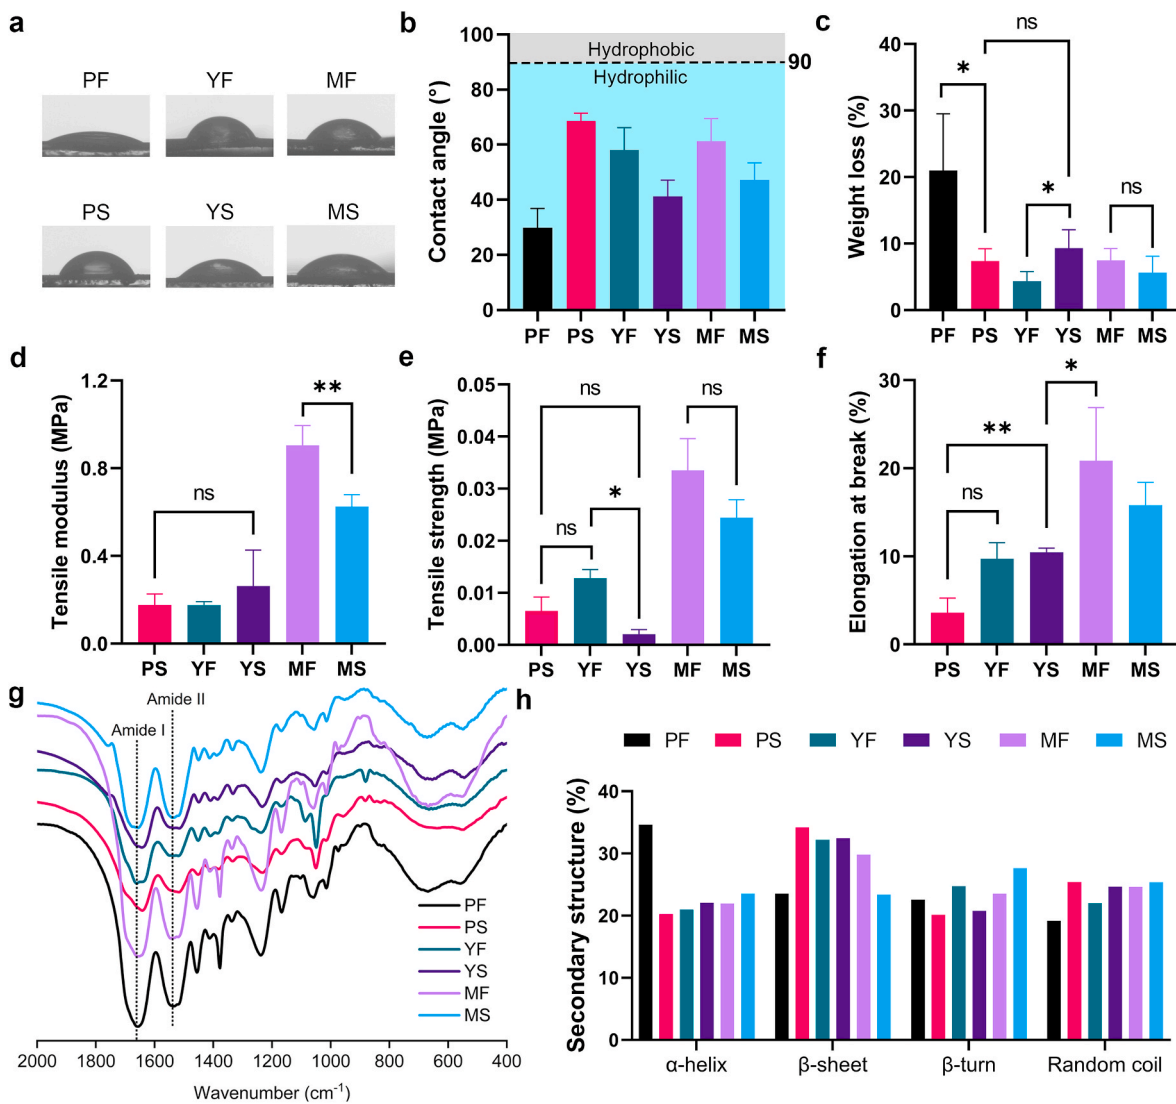 a
PF YF MF
PS YS MS
b
Contact angle (°)
100
80
60
40
20
0
Hydrophobic
90
Hydrophilic
PF PS YF YS MF MS
c
Weight loss (%)
40
30
20
10
0
*
ns
*
ns
PF PS YF YS MF MS
d
Tensile modulus (MPa)
1.2
0.8
0.4
0.0
ns
**
PS YF YS MF MS
e
Tensile strength (MPa)
0.05
0.04
0.03
0.02
0.01
0.00
ns
ns
*
ns
PS YF YS MF MS
f
Elongation at break (%)
30
20
10
0
ns
**
*
PS YF YS MF MS
g
Amide II
Amide I
PF
PS
YF
YS
MF
MS
2000 1800 1600 1400 1200 1000 800 600 400
Wavenumber (cm⁻¹)
h
PF PS YF YS MF MS
Secondary structure (%)
40
30
20
10
0
α-helix β-sheet β-turn Random coil